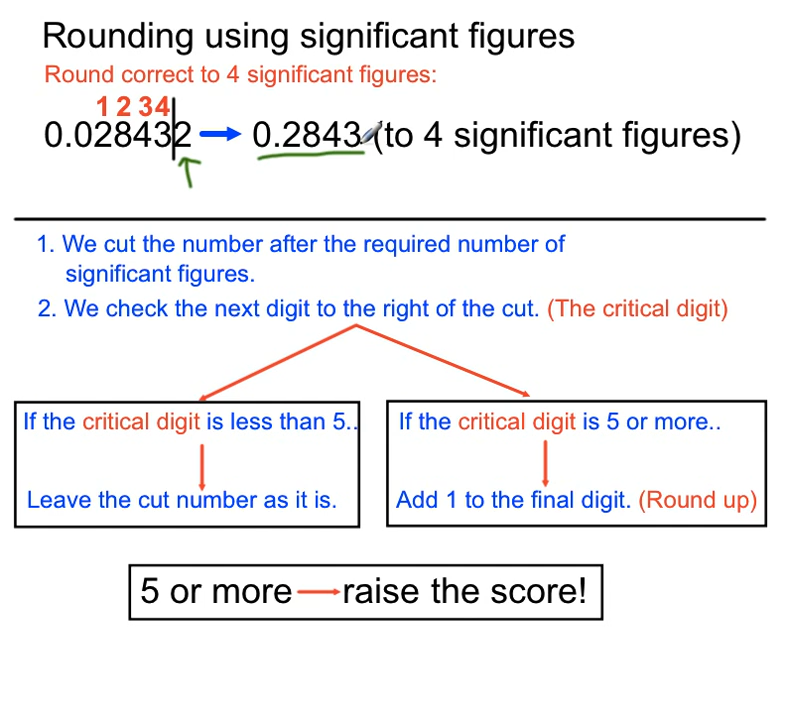 Rounding using significant figures
Round correct to 4 significant figures:
1 2 3 4
0.028432 → 0.2843 (to 4 significant figures)
1. We cut the number after the required number of
significant figures.
2. We check the next digit to the right of the cut. (The critical digit)
If the critical digit is less than 5..
Leave the cut number as it is.
If the critical digit is 5 or more..
Add 1 to the final digit. (Round up)
5 or more → raise the score!